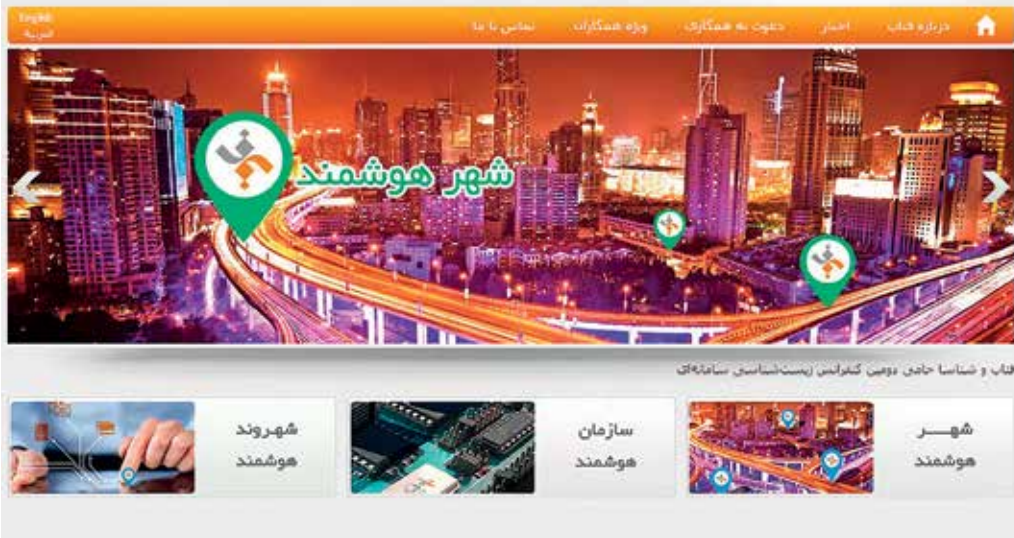 درباره فناپ اخبار دعوت به همکاری ویژه همکاران تماس با ما
English
العربية
شهر هوشمند
فناپ و شناسا حامی دومین کنفرانس زیست‌شناسی سامانه‌ای
شهـــر
هوشمند
سازمان
هوشمند
شهروند
هوشمند